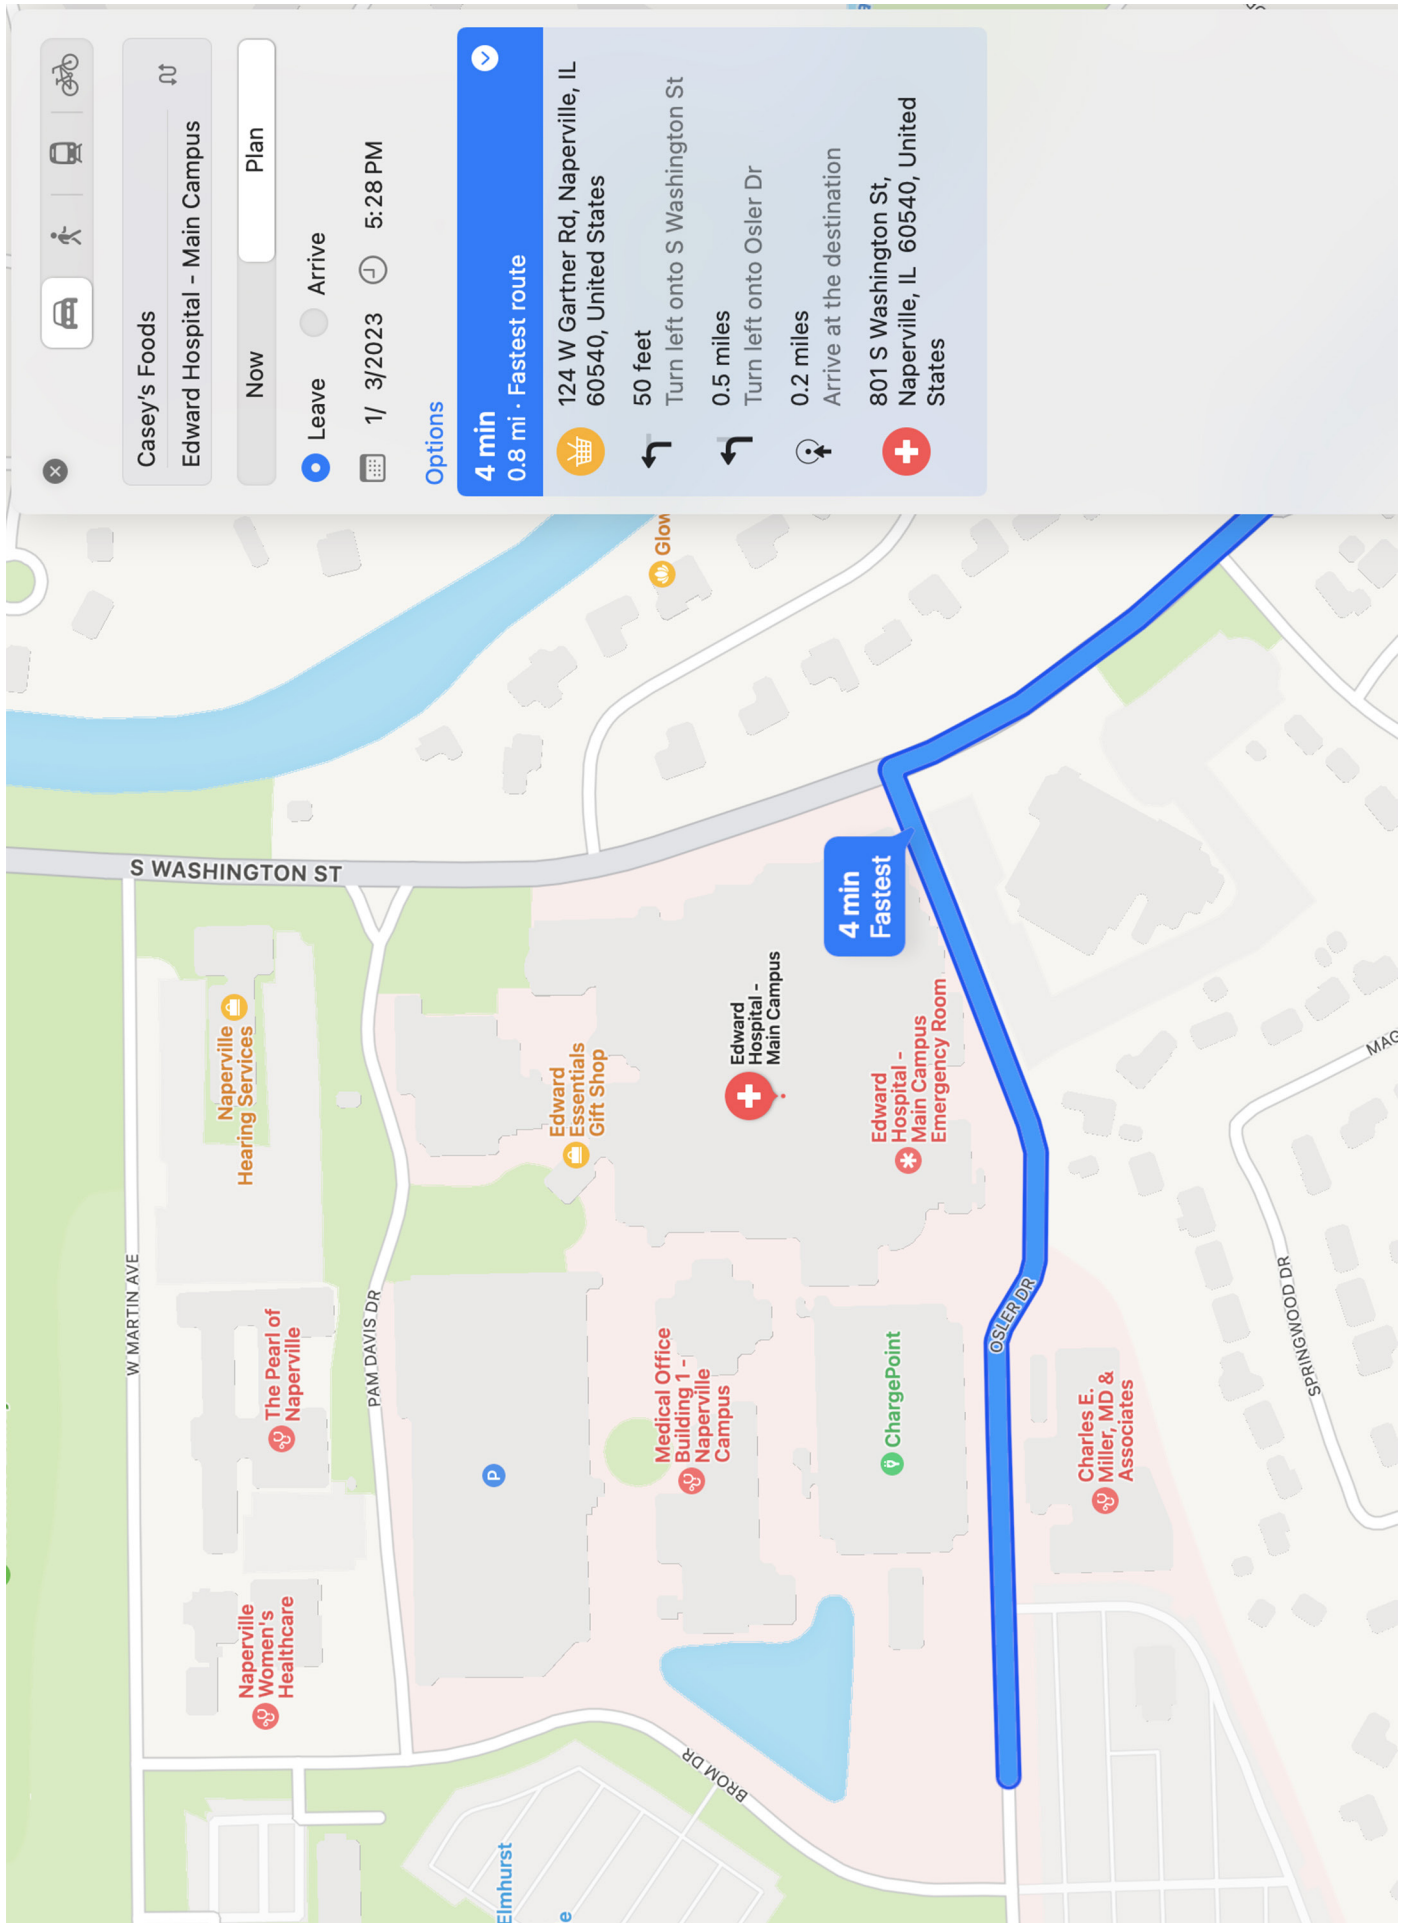 Casey's Foods
Edward Hospital - Main Campus
Now
Plan
Leave
Arrive
1/ 3/2023
5:28 PM
Options
4 min
0.8 mi · Fastest route
124 W Gartner Rd, Naperville, IL
60540, United States
50 feet
Turn left onto S Washington St
0.5 miles
Turn left onto Osler Dr
0.2 miles
Arrive at the destination
801 S Washington St,
Naperville, IL 60540, United
States
Glow
S WASHINGTON ST
4 min
Fastest
Naperville
Hearing Services
Edward
Essentials
Gift Shop
Edward
Hospital -
Main Campus
Edward
Hospital -
Main Campus
Emergency Room
MAG
W MARTIN AVE
The Pearl of
Naperville
PAM DAVIS DR
P
Medical Office
Building 1 -
Naperville
Campus
ChargePoint
OSLER DR
Charles E.
Miller, MD &
Associates
SPRINGWOOD DR
Naperville
Women's
Healthcare
BROM DR
Elmhurst
e